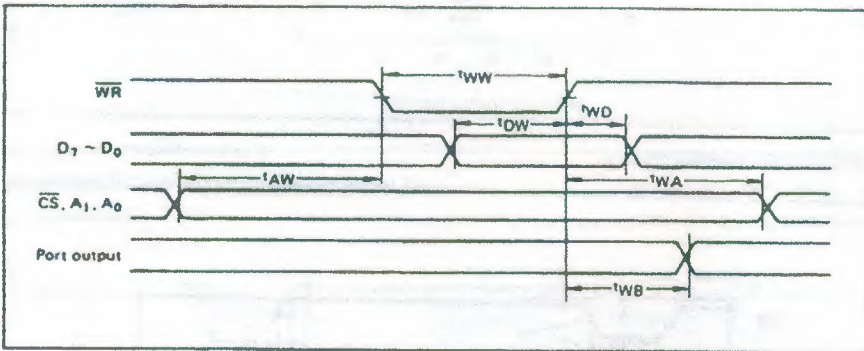 tWW
WR
tDW
tWD
D7 ~ D0
tAW
tWA
CS, A1, A0
Port output
tWB